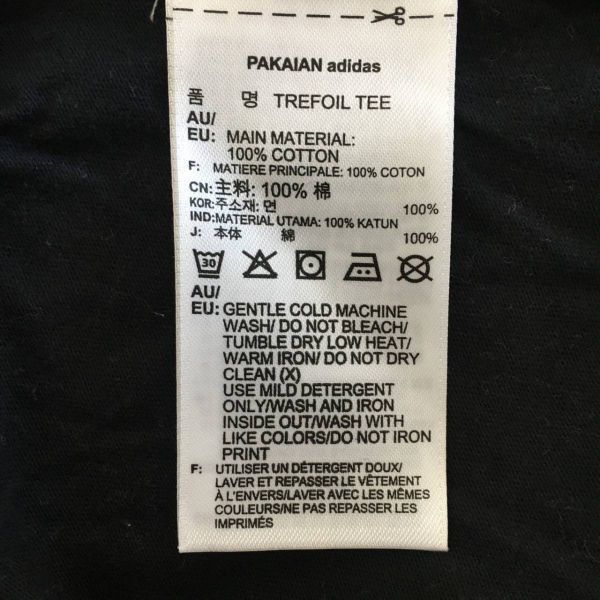 PAKAIAN adidas
품 명 TREFOIL TEE
AU/
EU: MAIN MATERIAL:
100% COTTON
F: MATIERE PRINCIPALE: 100% COTON
CN:主料: 100% 棉
KOR:주소재: 면 100%
IND:MATERIAL UTAMA: 100% KATUN
J: 本体 綿 100%
30
AU/
EU: GENTLE COLD MACHINE
WASH/ DO NOT BLEACH/
TUMBLE DRY LOW HEAT/
WARM IRON/ DO NOT DRY
CLEAN (X)
USE MILD DETERGENT
ONLY/WASH AND IRON
INSIDE OUT/WASH WITH
LIKE COLORS/DO NOT IRON
PRINT
F: UTILISER UN DÉTERGENT DOUX/
LAVER ET REPASSER LE VÊTEMENT
À L'ENVERS/LAVER AVEC LES MÊMES
COULEURS/NE PAS REPASSER LES
IMPRIMÉS